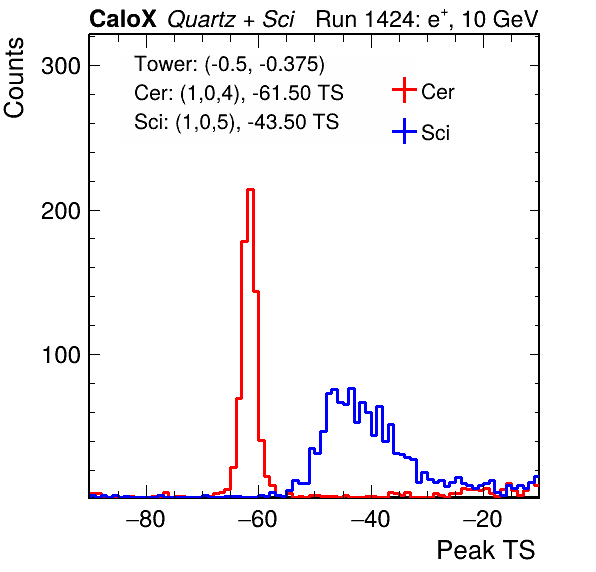 CaloX Quartz + Sci Run 1424: e⁺, 10 GeV
Counts
Tower: (-0.5, -0.375)
Cer: (1,0,4), -61.50 TS
Sci: (1,0,5), -43.50 TS
Cer
Sci
300
200
100
−80 −60 −40 −20
Peak TS